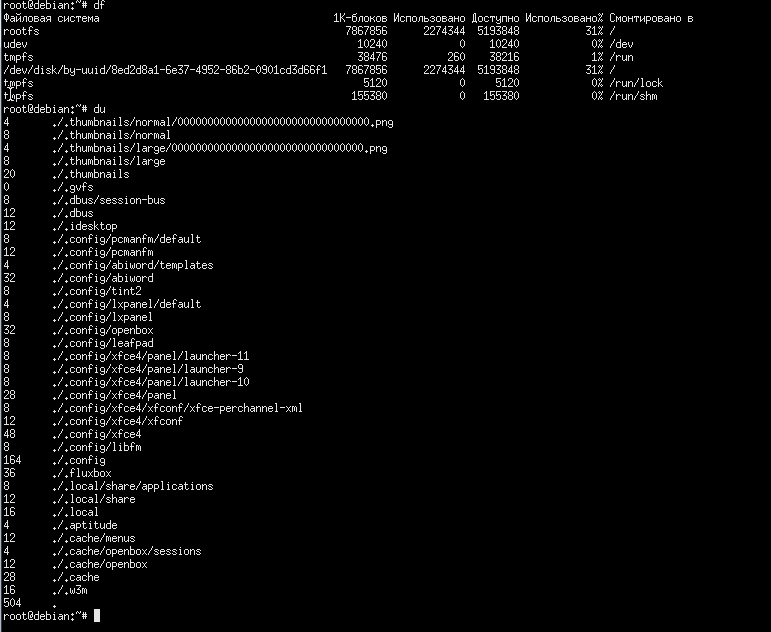 root@debian:~# df
Файловая система 1K-блоков Использовано Доступно Использовано% Смонтировано в
rootfs 7867856 2274344 5193848 31% /
udev 10240 0 10240 0% /dev
tmpfs 38476 260 38216 1% /run
/dev/disk/by-uuid/8ed2d8a1-6e37-4952-86b2-0901cd3d66f1 7867856 2274344 5193848 31% /
tmpfs 5120 0 5120 0% /run/lock
tmpfs 155380 0 155380 0% /run/shm
root@debian:~# du
4 ./.thumbnails/normal/00000000000000000000000000000000.png
8 ./.thumbnails/normal
4 ./.thumbnails/large/00000000000000000000000000000000.png
8 ./.thumbnails/large
20 ./.thumbnails
0 ./.gvfs
8 ./.dbus/session-bus
12 ./.dbus
12 ./.idesktop
8 ./.config/pcmanfm/default
12 ./.config/pcmanfm
4 ./.config/abiword/templates
32 ./.config/abiword
8 ./.config/tint2
4 ./.config/lxpanel/default
8 ./.config/lxpanel
32 ./.config/openbox
8 ./.config/leafpad
8 ./.config/xfce4/panel/launcher-11
8 ./.config/xfce4/panel/launcher-9
8 ./.config/xfce4/panel/launcher-10
28 ./.config/xfce4/panel
8 ./.config/xfce4/xfconf/xfce-perchannel-xml
12 ./.config/xfce4/xfconf
48 ./.config/xfce4
8 ./.config/libfm
164 ./.config
36 ./.fluxbox
8 ./.local/share/applications
12 ./.local/share
16 ./.local
4 ./.aptitude
12 ./.cache/menus
4 ./.cache/openbox/sessions
12 ./.cache/openbox
28 ./.cache
16 ./.w3m
504 .
root@debian:~#